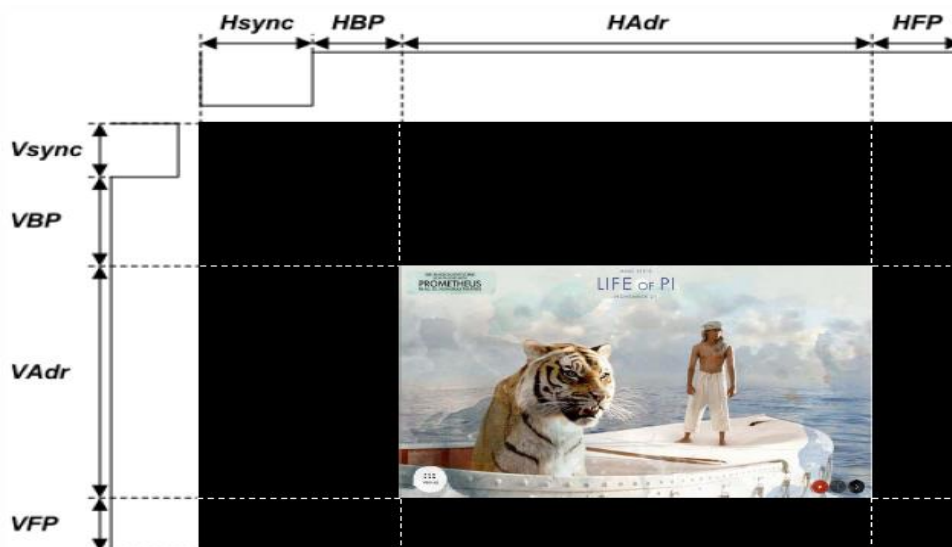 Hsync HBP HAdr HFP
Vsync
VBP
VAdr
VFP
PROMETHEUS
LIFE OF PI